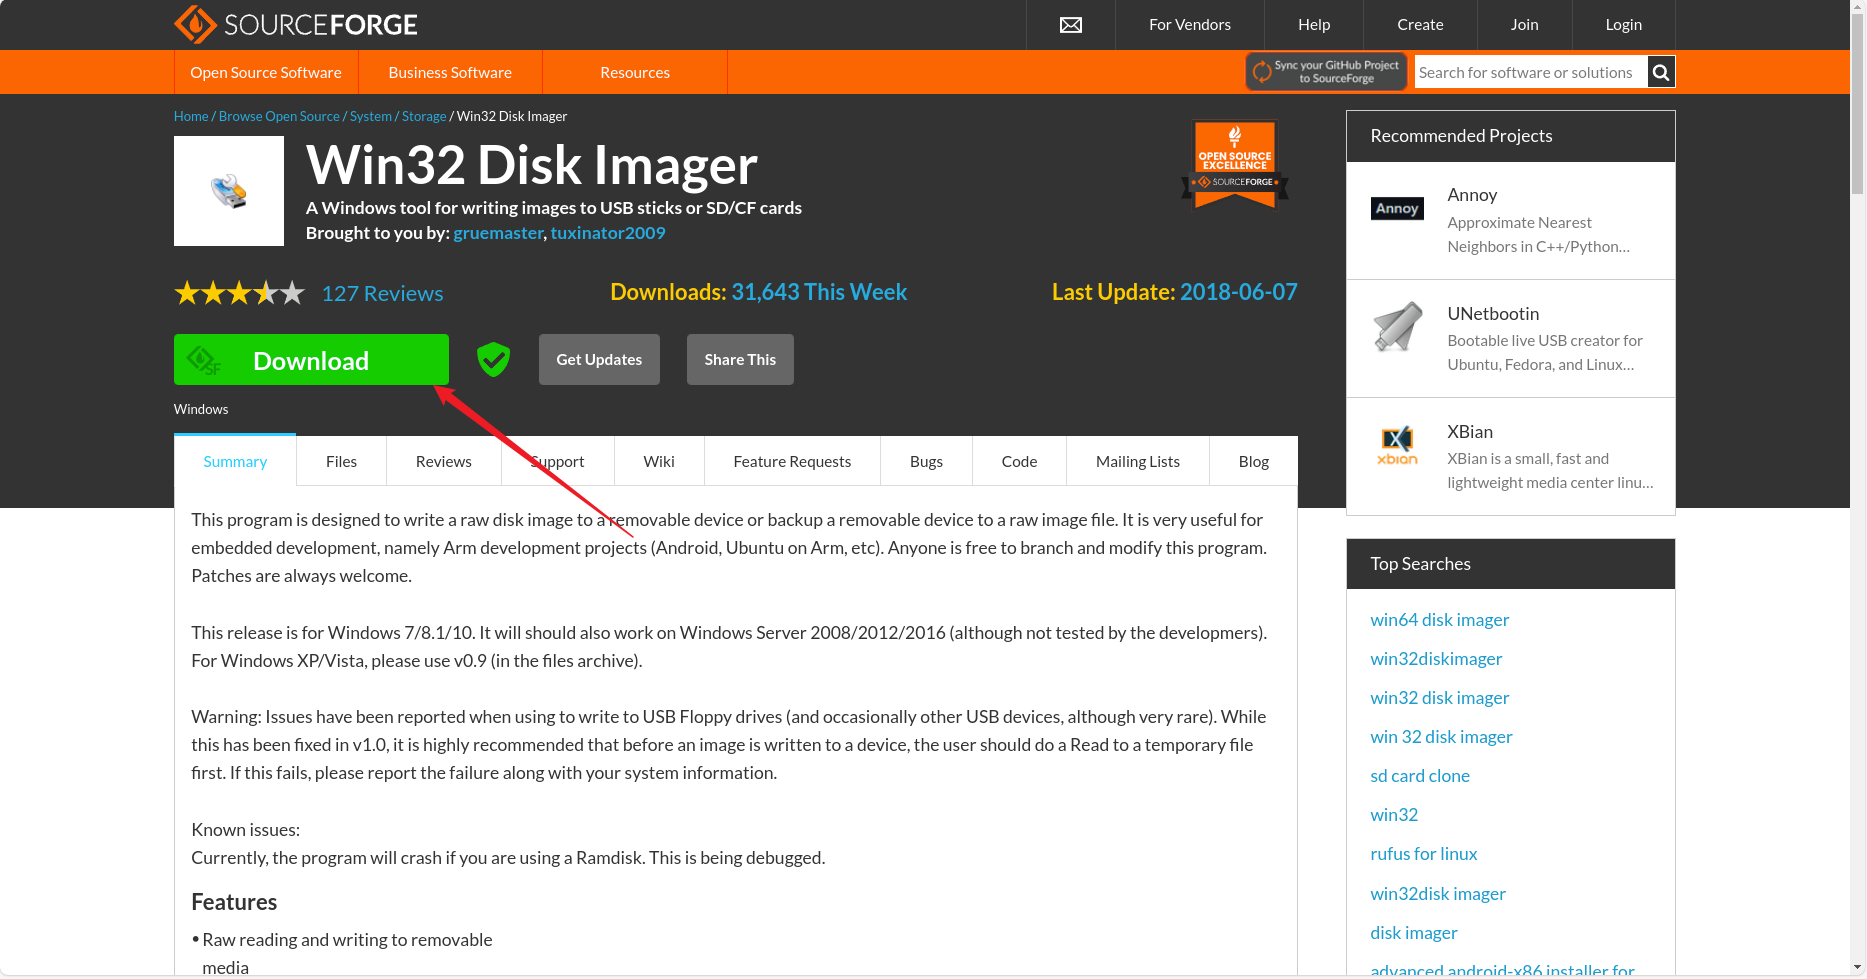 SOURCEFORGE
For Vendors
Help
Create
Join
Login
Open Source Software
Business Software
Resources
Sync your GitHub Project
to SourceForge
Search for software or solutions
Home / Browse Open Source / System / Storage / Win32 Disk Imager
Win32 Disk Imager
A Windows tool for writing images to USB sticks or SD/CF cards
Brought to you by: gruemaster, tuxinator2009
OPEN SOURCE
EXCELLENCE
SOURCEFORGE
127 Reviews
Downloads: 31,643 This Week
Last Update: 2018-06-07
SF
Download
Get Updates
Share This
Windows
Summary
Files
Reviews
Support
Wiki
Feature Requests
Bugs
Code
Mailing Lists
Blog
This program is designed to write a raw disk image to a removable device or backup a removable device to a raw image file. It is very useful for
embedded development, namely Arm development projects (Android, Ubuntu on Arm, etc). Anyone is free to branch and modify this program.
Patches are always welcome.
This release is for Windows 7/8.1/10. It will should also work on Windows Server 2008/2012/2016 (although not tested by the developmers).
For Windows XP/Vista, please use v0.9 (in the files archive).
Warning: Issues have been reported when using to write to USB Floppy drives (and occasionally other USB devices, although very rare). While
this has been fixed in v1.0, it is highly recommended that before an image is written to a device, the user should do a Read to a temporary file
first. If this fails, please report the failure along with your system information.
Known issues:
Currently, the program will crash if you are using a Ramdisk. This is being debugged.
Features
• Raw reading and writing to removable
media
Recommended Projects
Annoy
Annoy
Approximate Nearest
Neighbors in C++/Python...
UNetbootin
Bootable live USB creator for
Ubuntu, Fedora, and Linux...
X
xbian
XBian
XBian is a small, fast and
lightweight media center linu...
Top Searches
win64 disk imager
win32diskimager
win32 disk imager
win 32 disk imager
sd card clone
win32
rufus for linux
win32disk imager
disk imager
advanced android-x86 installer for